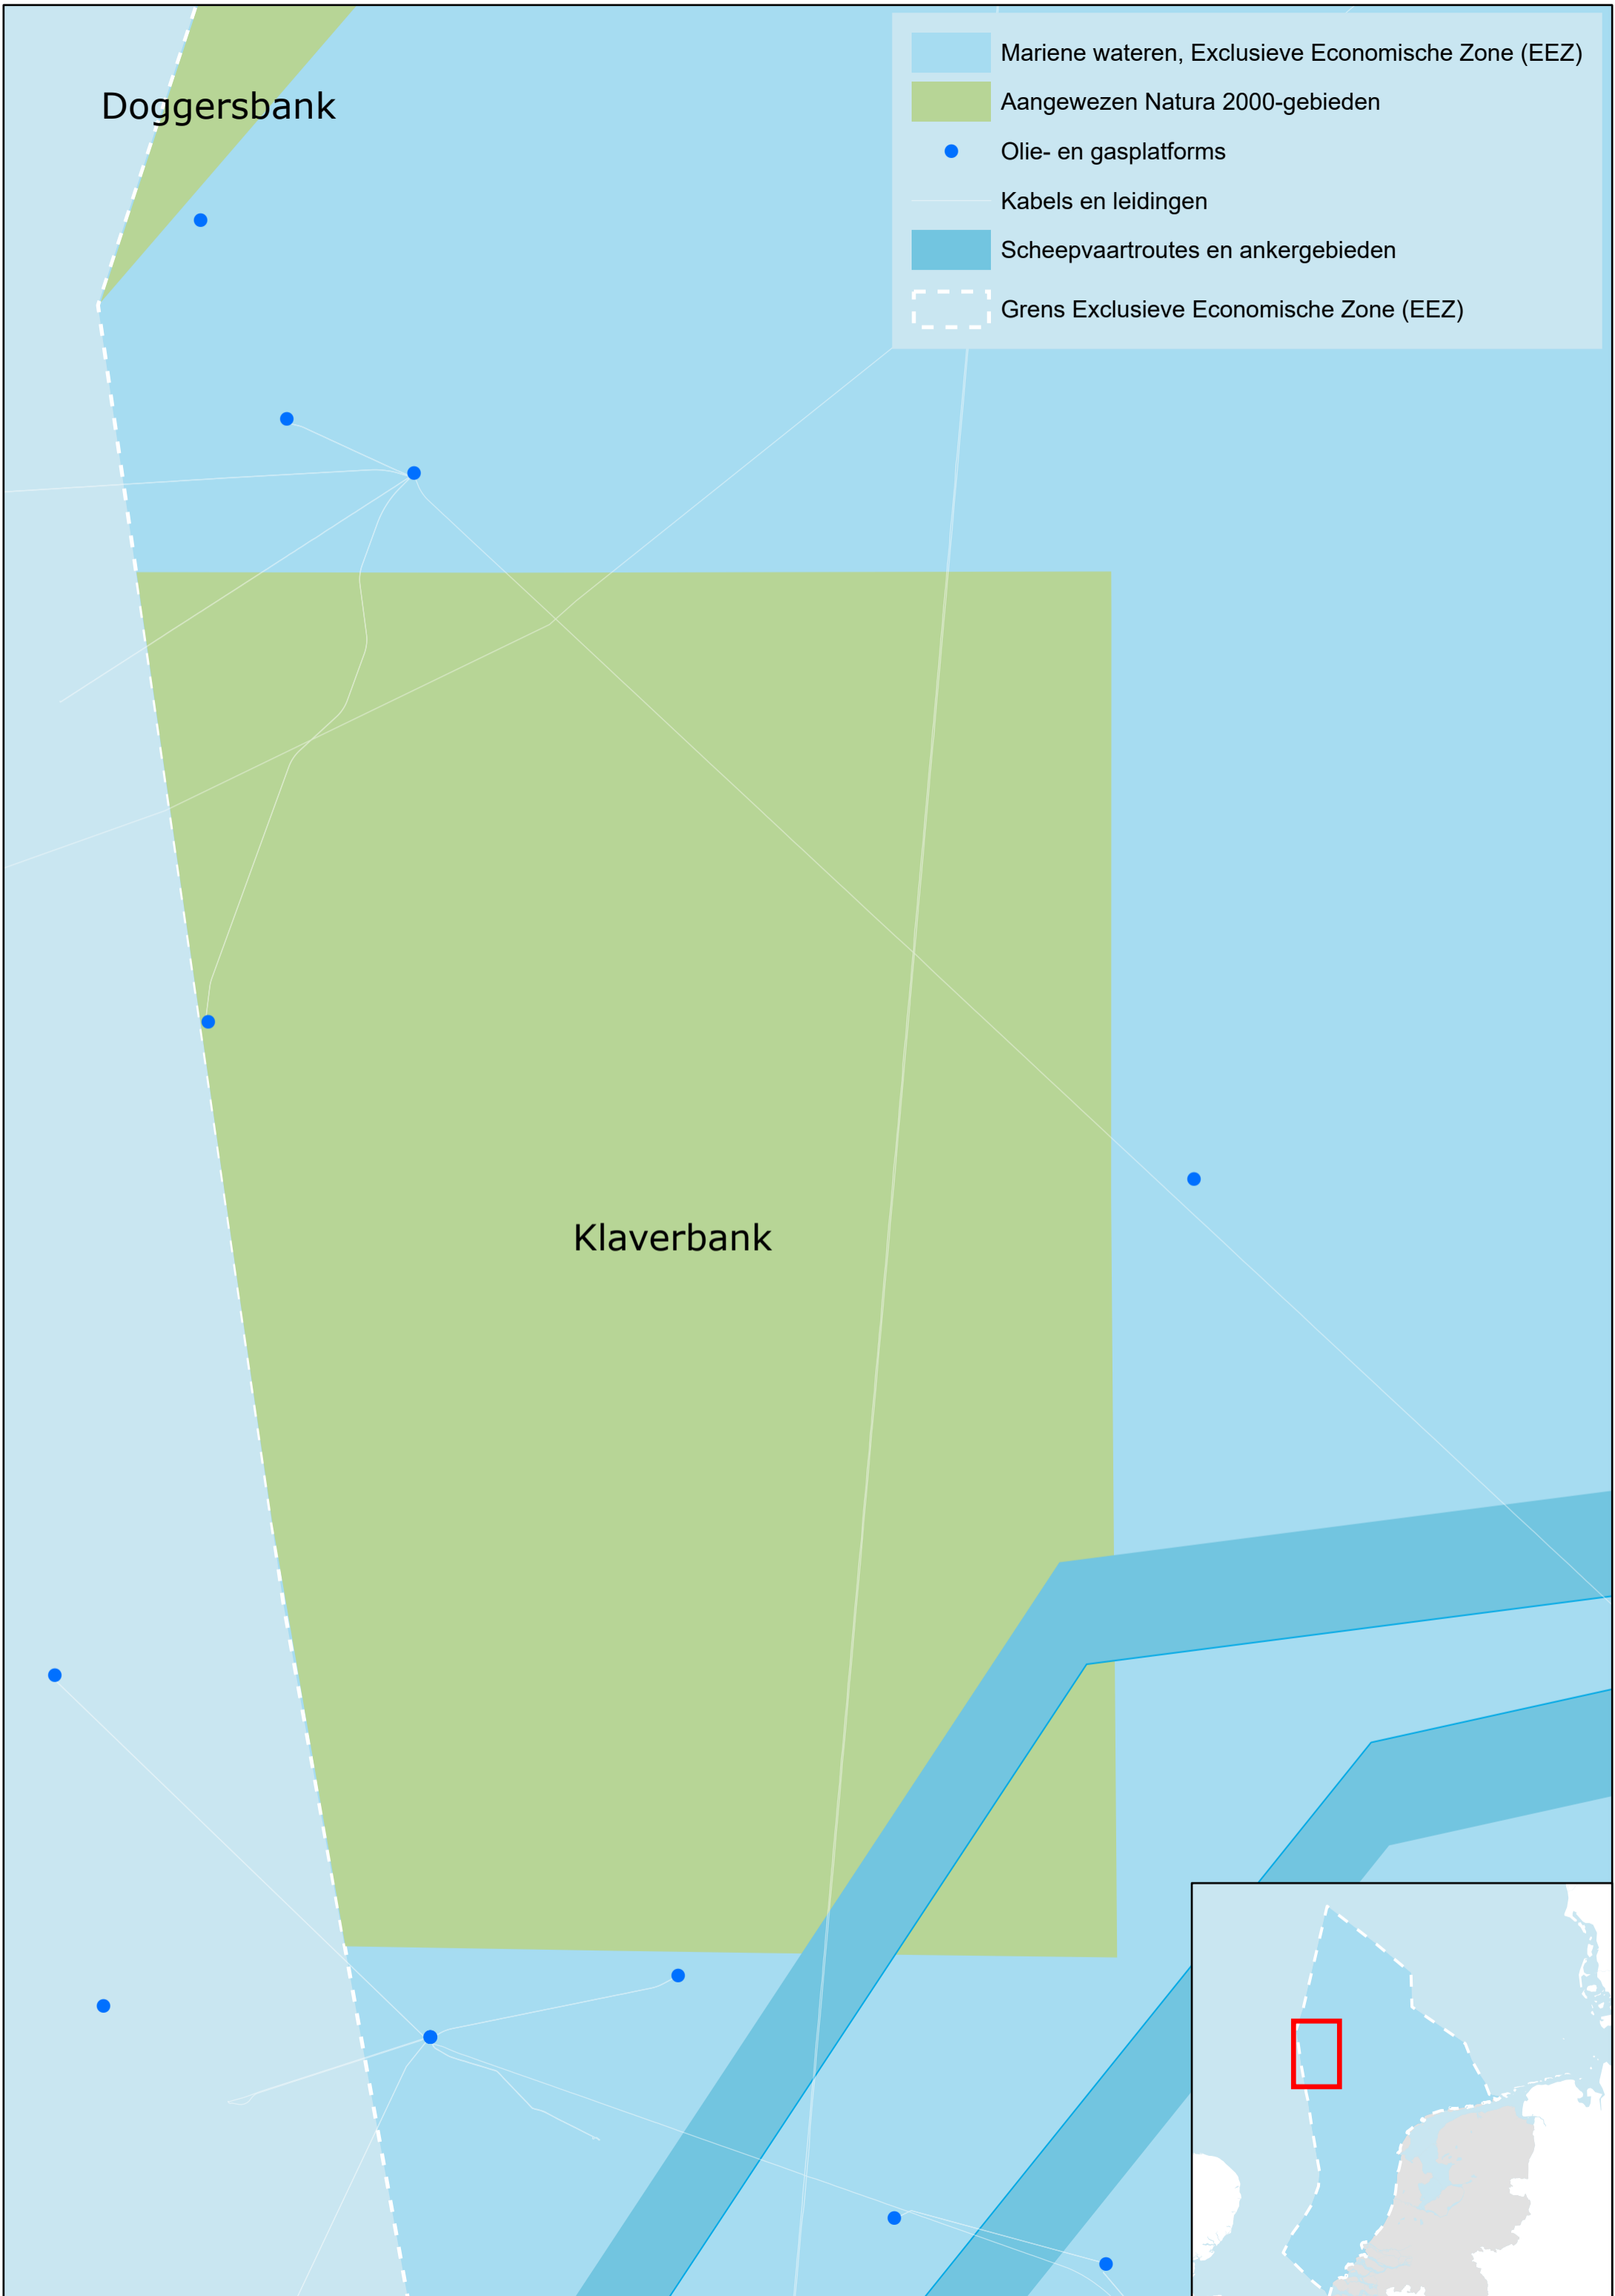 Doggersbank
Mariene wateren, Exclusieve Economische Zone (EEZ)
Aangewezen Natura 2000-gebieden
Olie- en gasplatforms
Kabels en leidingen
Scheepvaartroutes en ankergebieden
Grens Exclusieve Economische Zone (EEZ)
Klaverbank